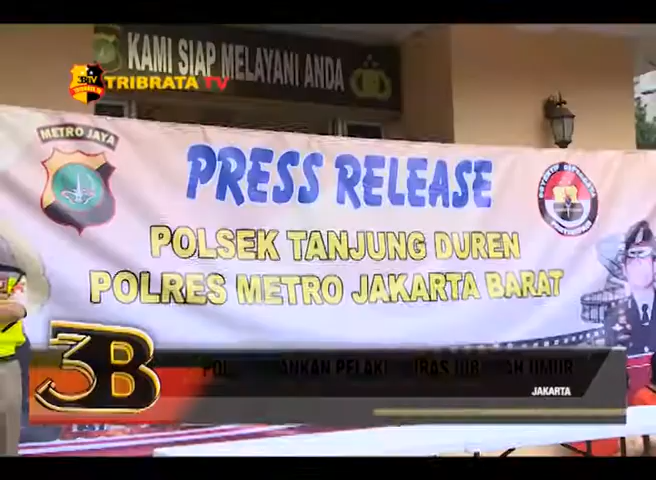 KAMI SIAP MELAYANI ANDA
TRIBRATA TV
METRO JAYA
PRESS RELEASE
POLSEK TANJUNG DUREN
POLRES METRO JAKARTA BARAT
3B
JAKARTA